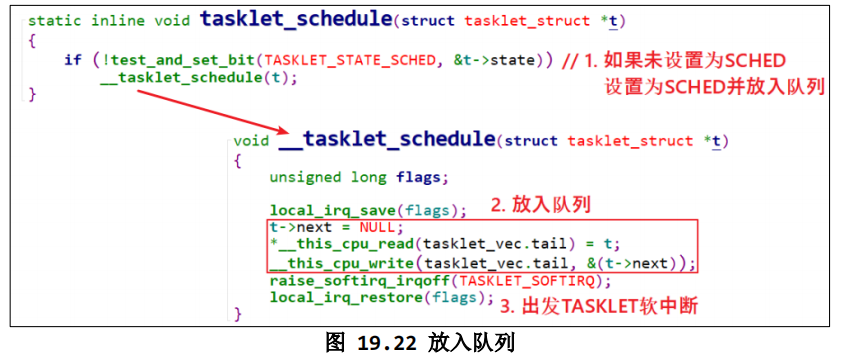 static inline void tasklet_schedule(struct tasklet_struct *t)
{
if (!test_and_set_bit(TASKLET_STATE_SCHED, &t->state)) // 1. 如果未设置为SCHED
__tasklet_schedule(t); 设置为SCHED并放入队列
}
void __tasklet_schedule(struct tasklet_struct *t)
{
unsigned long flags;
local_irq_save(flags); 2. 放入队列
t->next = NULL;
*__this_cpu_read(tasklet_vec.tail) = t;
__this_cpu_write(tasklet_vec.tail, &(t->next));
raise_softirq_irqoff(TASKLET_SOFTIRQ);
local_irq_restore(flags); 3. 出发TASKLET软中断
}
图 19.22 放入队列